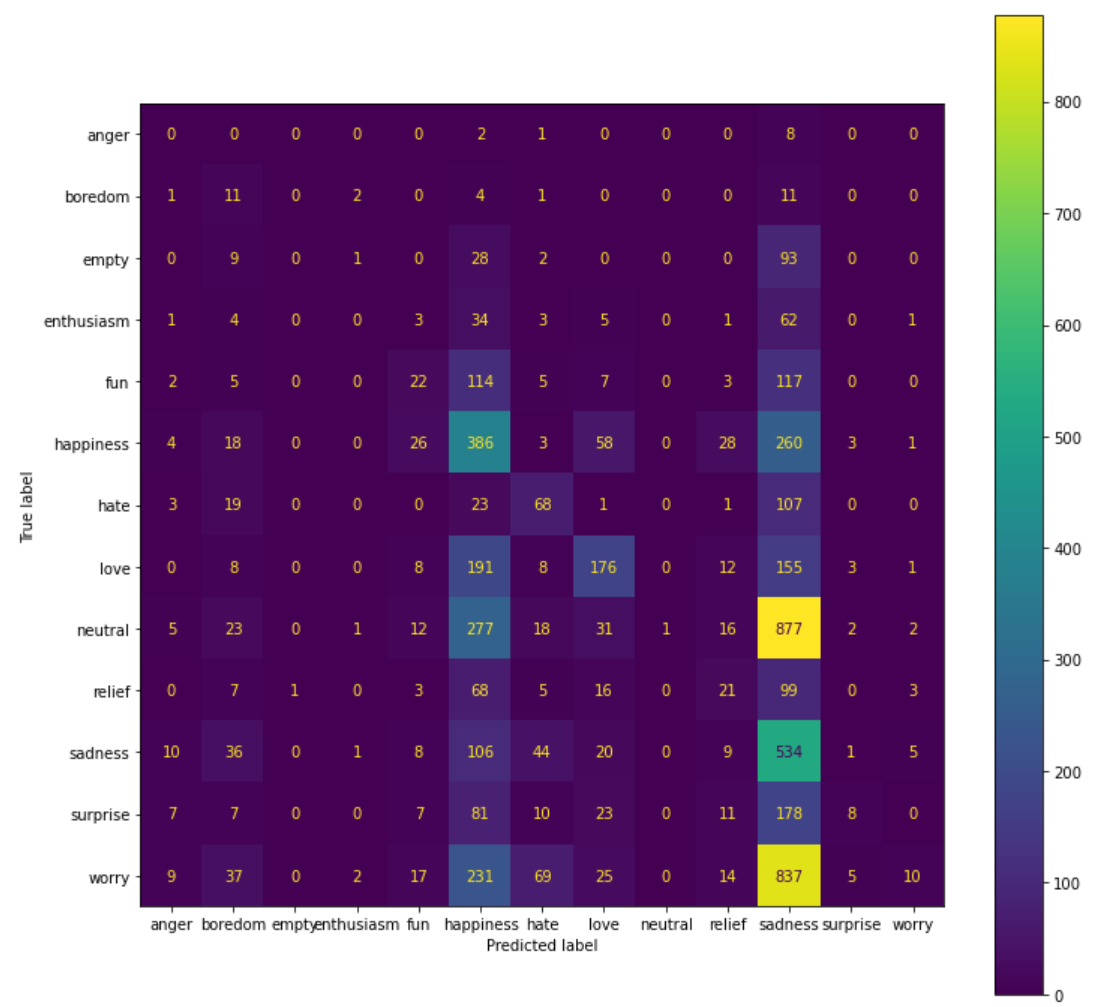 800
anger 0 0 0 0 0 2 1 0 0 0 8 0 0
boredom 1 11 0 2 0 4 1 0 0 0 11 0 0
700
empty 0 9 0 1 0 28 2 0 0 0 93 0 0
600
enthusiasm 1 4 0 0 3 34 3 5 0 1 62 0 1
fun 2 5 0 0 22 114 5 7 0 3 117 0 0
500
happiness 4 18 0 0 26 386 3 58 0 28 260 3 1
True label
hate 3 19 0 0 0 23 68 1 0 1 107 0 0
400
love 0 8 0 0 8 191 8 176 0 12 155 3 1
neutral 5 23 0 1 12 277 18 31 1 16 877 2 2
300
relief 0 7 1 0 3 68 5 16 0 21 99 0 3
sadness 10 36 0 1 8 106 44 20 0 9 534 1 5
200
surprise 7 7 0 0 7 81 10 23 0 11 178 8 0
worry 9 37 0 2 17 231 69 25 0 14 837 5 10
100
anger boredom empty enthusiasm fun happiness hate love neutral relief sadness surprise worry
Predicted label
0